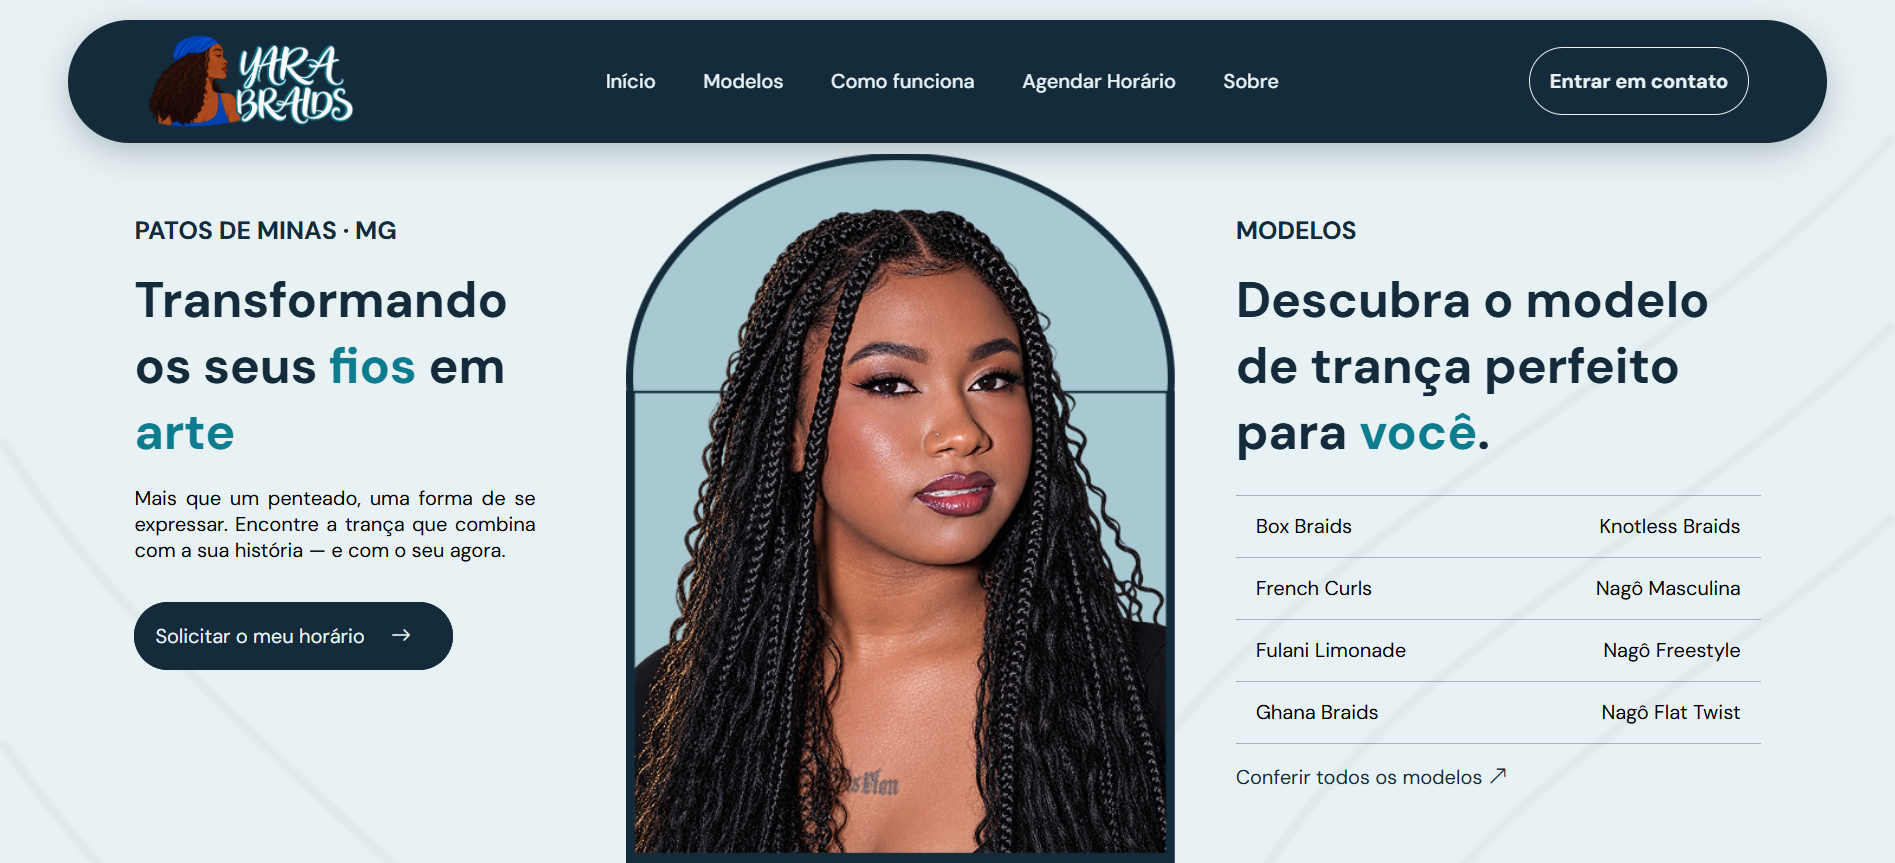 YARA
BRAIDS
Início
Modelos
Como funciona
Agendar Horário
Sobre
Entrar em contato
PATOS DE MINAS · MG
Transformando
os seus fios em
arte
Mais que um penteado, uma forma de se
expressar. Encontre a trança que combina
com a sua história — e com o seu agora.
Solicitar o meu horário →
Plan
MODELOS
Descubra o modelo
de trança perfeito
para você.
Box Braids
Knotless Braids
French Curls
Nagô Masculina
Fulani Limonade
Nagô Freestyle
Ghana Braids
Nagô Flat Twist
Conferir todos os modelos ↗